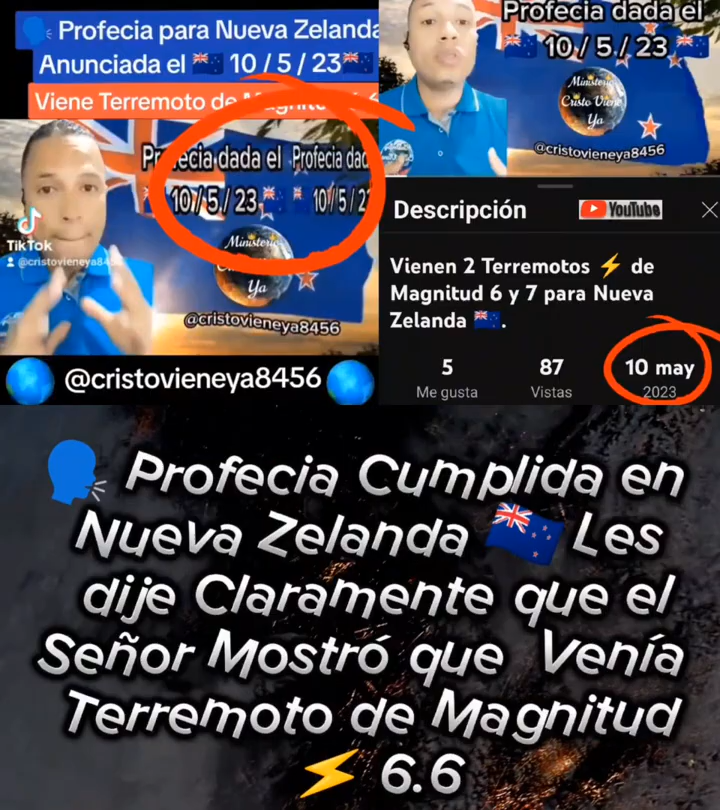 Profecia para Nueva Zelanda
Anunciada el 10 / 5 / 23
Viene Terremoto de
Profecia dada el Profecia dad
10 / 5 / 23 10 / 5 / 2
Ministerio
Ya
@cristovieneya8456
TikTok
@cristovieneya84
@cristovieneya8456
Profecia dada el
10 / 5 / 23
Ministerio
Cristo Viene
Ya
@cristovieneya8456
Descripción
YouTube
Vienen 2 Terremotos ⚡ de
Magnitud 6 y 7 para Nueva
Zelanda 🇳🇿.
5 87 10 may
Me gusta Vistas 2023
Profecia Cumplida en
Nueva Zelanda 🇳🇿 Les
dije Claramente que el
Señor Mostró que Venía
Terremoto de Magnitud
⚡ 6.6